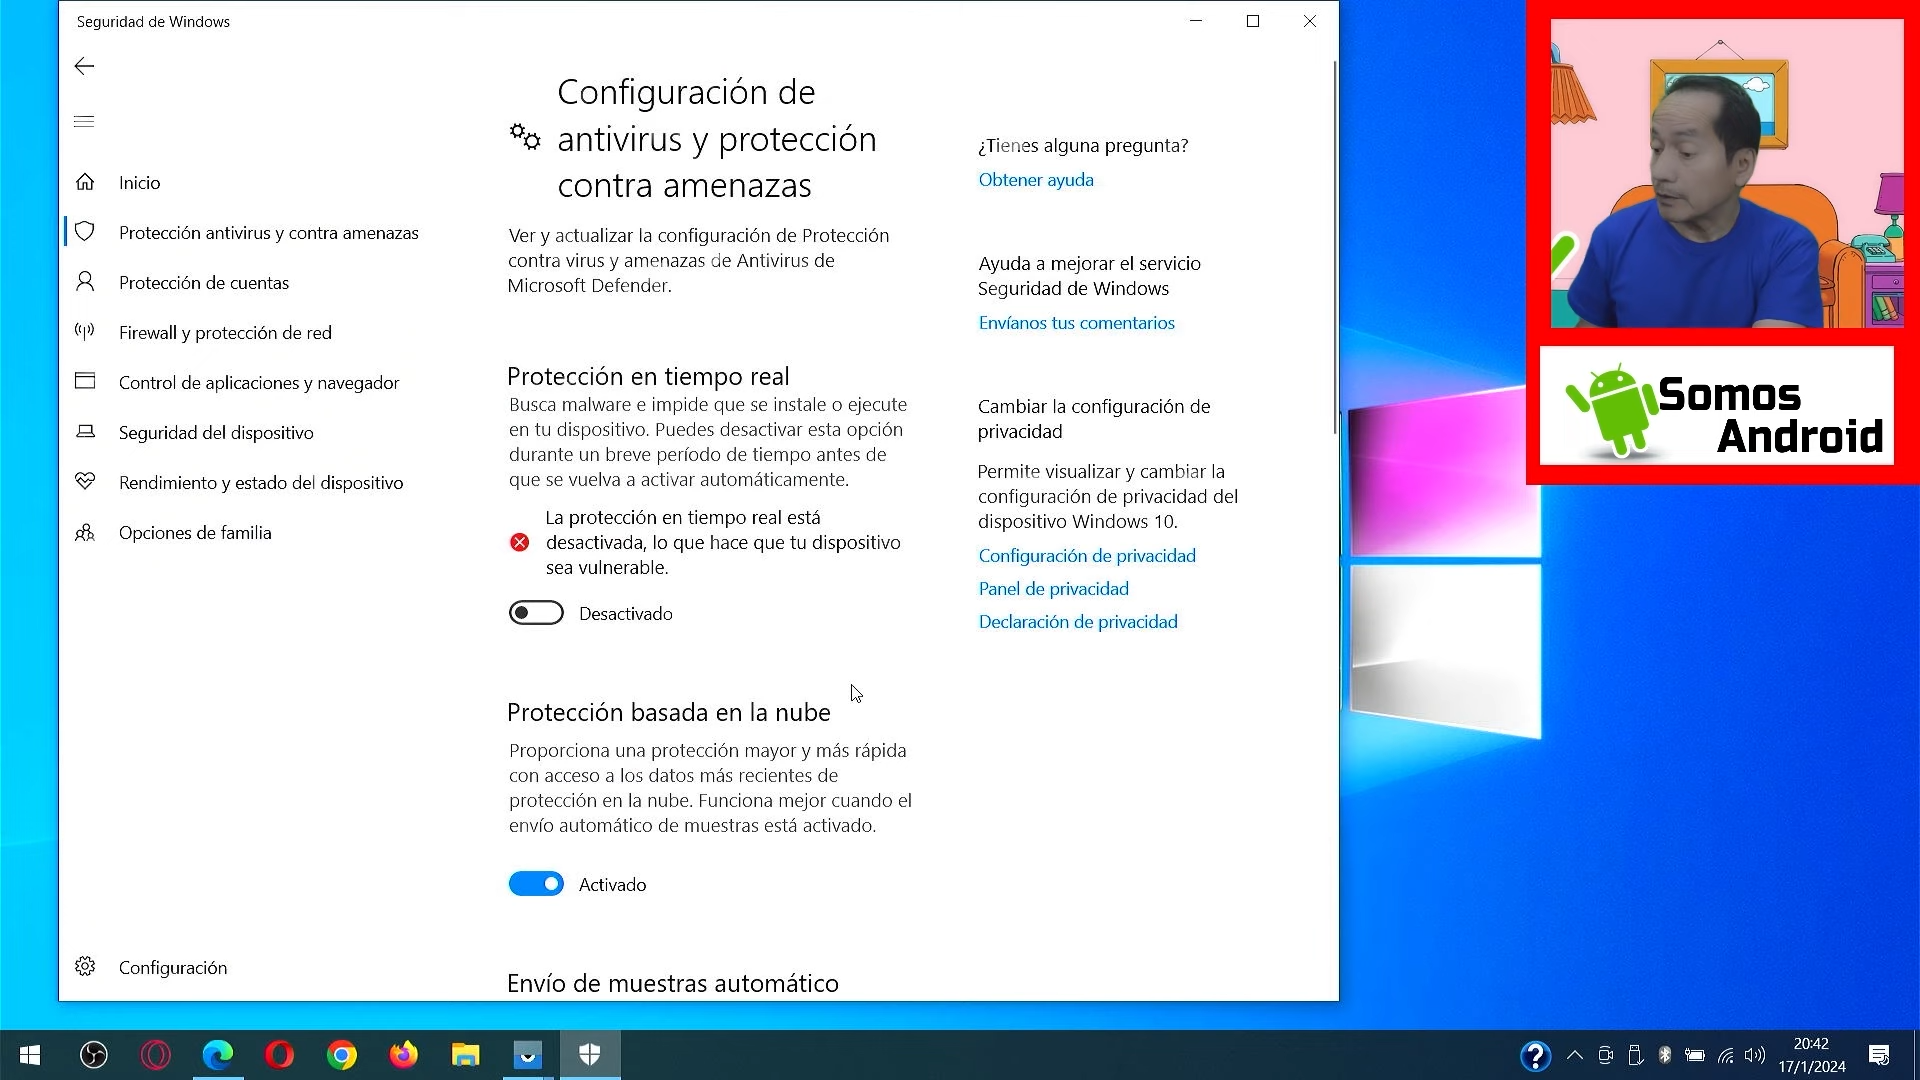 Seguridad de Windows
Inicio
Protección antivirus y contra amenazas
Protección de cuentas
Firewall y protección de red
Control de aplicaciones y navegador
Seguridad del dispositivo
Rendimiento y estado del dispositivo
Opciones de familia
Configuración
Configuración de
antivirus y protección
contra amenazas
Ver y actualizar la configuración de Protección
contra virus y amenazas de Antivirus de
Microsoft Defender.
Protección en tiempo real
Busca malware e impide que se instale o ejecute
en tu dispositivo. Puedes desactivar esta opción
durante un breve período de tiempo antes de
que se vuelva a activar automáticamente.
La protección en tiempo real está
desactivada, lo que hace que tu dispositivo
sea vulnerable.
Desactivado
Protección basada en la nube
Proporciona una protección mayor y más rápida
con acceso a los datos más recientes de
protección en la nube. Funciona mejor cuando el
envío automático de muestras está activado.
Activado
Envío de muestras automático
¿Tienes alguna pregunta?
Obtener ayuda
Ayuda a mejorar el servicio
Seguridad de Windows
Envíanos tus comentarios
Cambiar la configuración de
privacidad
Permite visualizar y cambiar la
configuración de privacidad del
dispositivo Windows 10.
Configuración de privacidad
Panel de privacidad
Declaración de privacidad
Somos
Android
20:42
17/1/2024